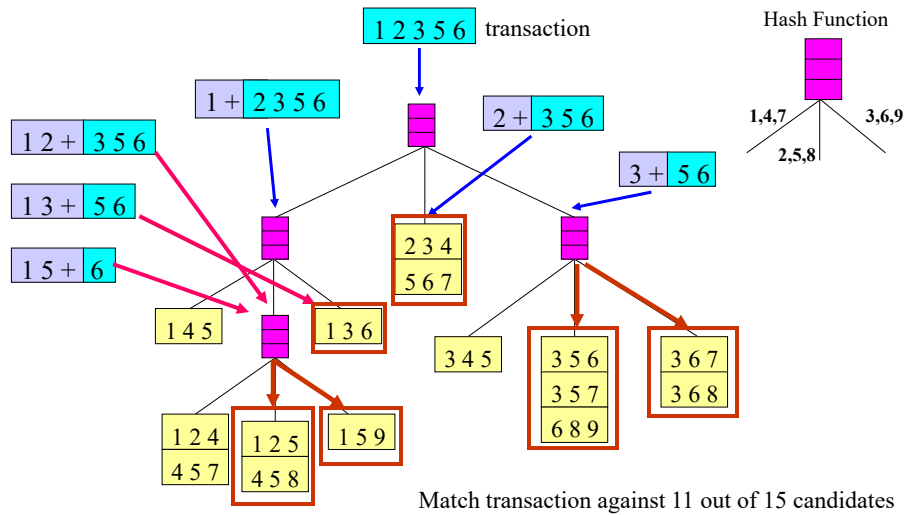 1 2 3 5 6 transaction
Hash Function
1,4,7
2,5,8
3,6,9
1 + 2 3 5 6
2 + 3 5 6
3 + 5 6
1 2 + 3 5 6
1 3 + 5 6
1 5 + 6
2 3 4
5 6 7
1 4 5
1 3 6
3 4 5
3 5 6
3 5 7
6 8 9
3 6 7
3 6 8
1 2 4
4 5 7
1 2 5
4 5 8
1 5 9
Match transaction against 11 out of 15 candidates